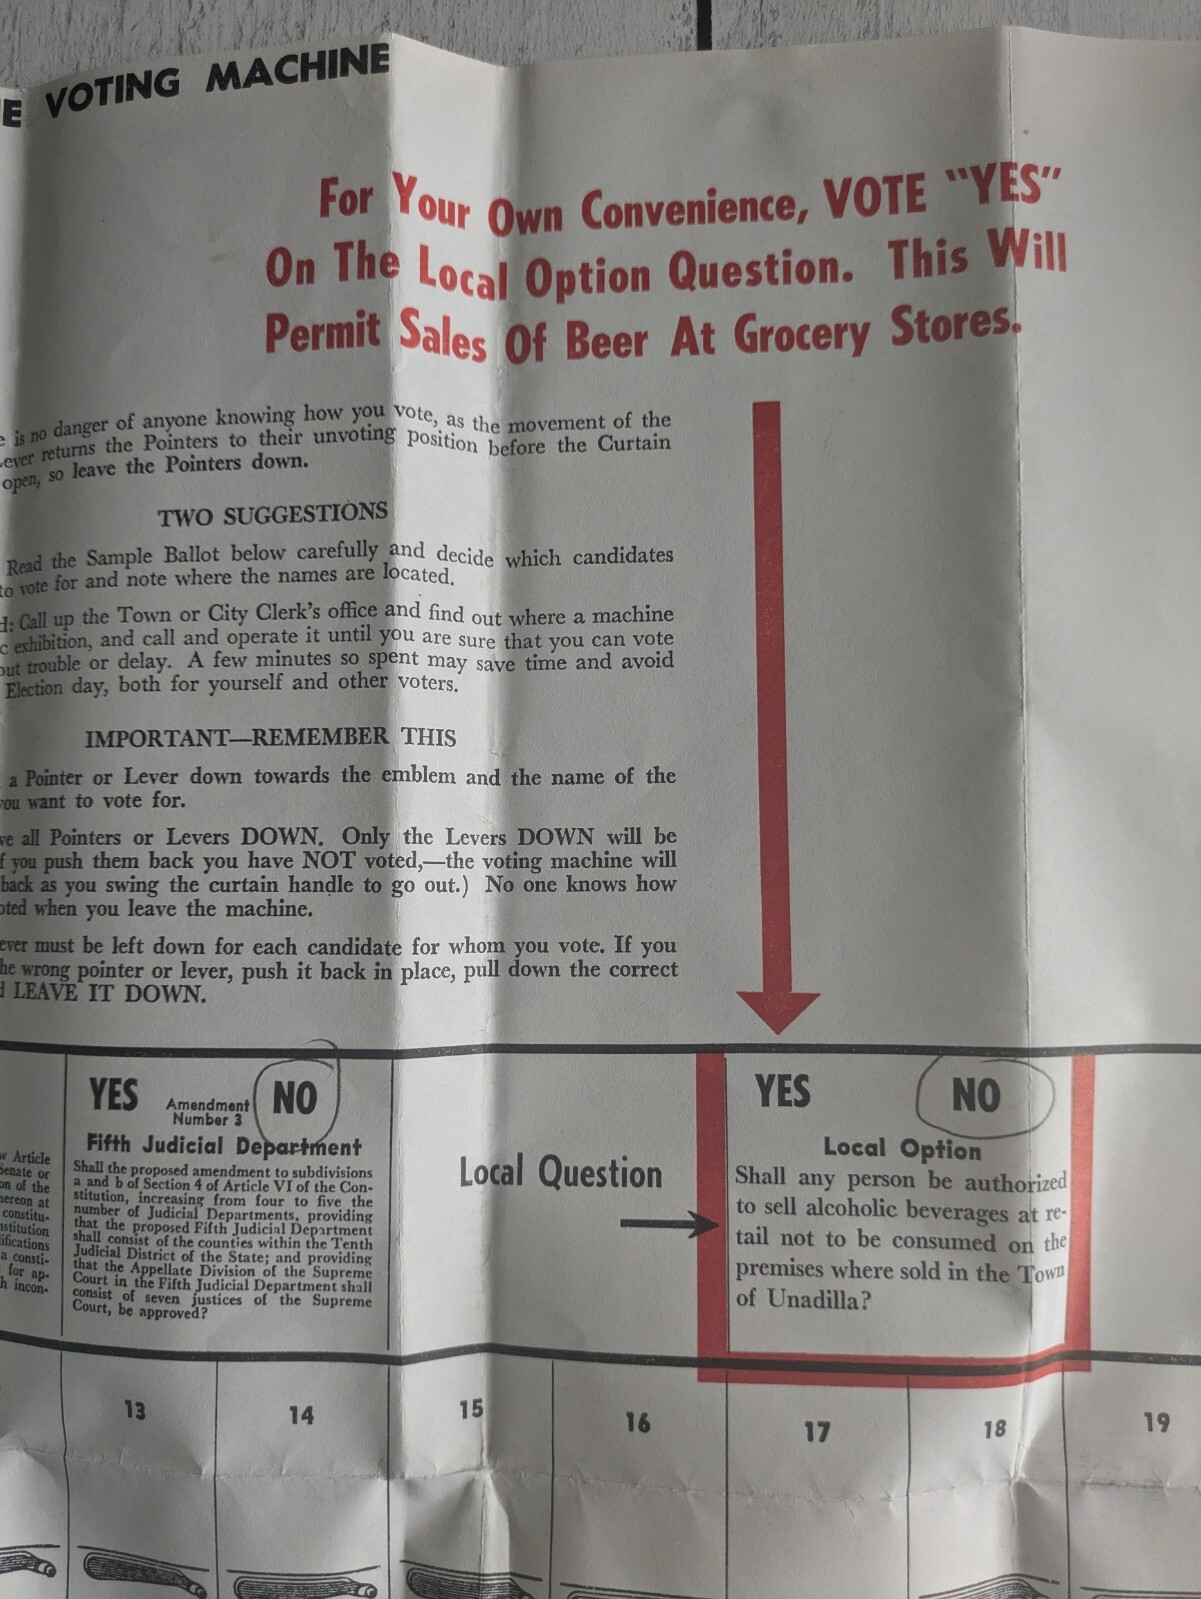 E VOTING MACHINE
For Your Own Convenience, VOTE "YES"
On The Local Option Question. This Will
Permit Sales Of Beer At Grocery Stores.
e is no danger of anyone knowing how you vote, as the movement of the
ever returns the Pointers to their unvoting position before the Curtain
open, so leave the Pointers down.
TWO SUGGESTIONS
Read the Sample Ballot below carefully and decide which candidates
to vote for and note where the names are located.
d: Call up the Town or City Clerk's office and find out where a machine
c exhibition, and call and operate it until you are sure that you can vote
out trouble or delay. A few minutes so spent may save time and avoid
Election day, both for yourself and other voters.
IMPORTANT—REMEMBER THIS
a Pointer or Lever down towards the emblem and the name of the
you want to vote for.
ve all Pointers or Levers DOWN. Only the Levers DOWN will be
f you push them back you have NOT voted,—the voting machine will
back as you swing the curtain handle to go out.) No one knows how
oted when you leave the machine.
ever must be left down for each candidate for whom you vote. If you
he wrong pointer or lever, push it back in place, pull down the correct
d LEAVE IT DOWN.
w Article
Senate or
on of the
hereon at
constitu-
nstitution
ifications
a consti-
for ap-
h incon-
YES Amendment Number 3 NO
Fifth Judicial Department
Shall the proposed amendment to subdivisions
a and b of Section 4 of Article VI of the Con-
stitution, increasing from four to five the
number of Judicial Departments, providing
that the proposed Fifth Judicial Department
shall consist of the counties within the Tenth
Judicial District of the State; and providing
that the Appellate Division of the Supreme
Court in the Fifth Judicial Department shall
consist of seven justices of the Supreme
Court, be approved?
Local Question
YES NO
Local Option
Shall any person be authorized
to sell alcoholic beverages at re-
tail not to be consumed on the
premises where sold in the Town
of Unadilla?
13 14 15 16 17 18 19